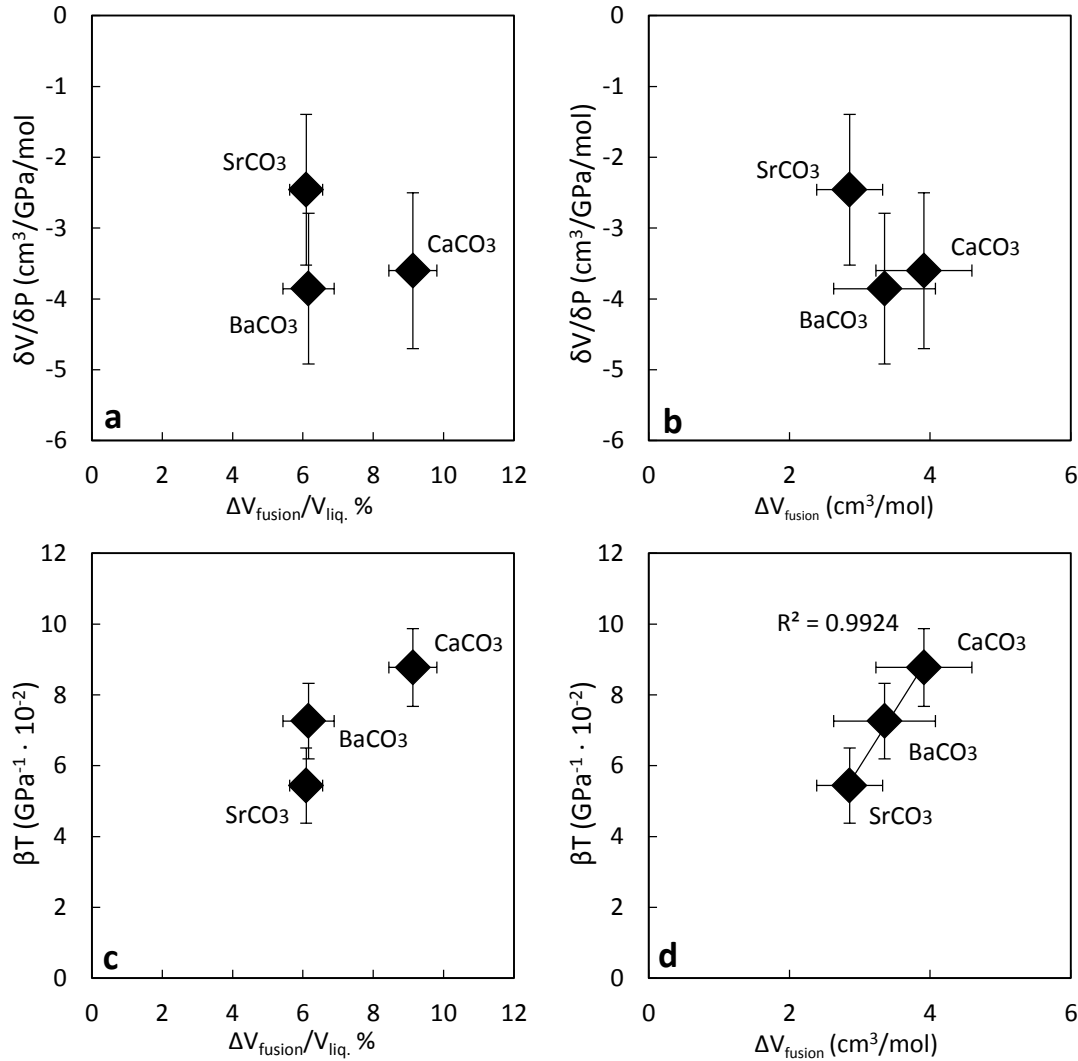 0
-1
-2
-3
-4
-5
-6
δV/δP (cm³/GPa/mol
SrCO3
CaCO3
BaCO3
a
0 2 4 6 8 10 12
ΔVfusion/Vliq. %
0
-1
-2
-3
-4
-5
-6
δV/δP (cm³/GPa/mol)
SrCO3
CaCO3
BaCO3
b
0 2 4 6
ΔVfusion (cm³/mol)
12
10
8
6
4
2
0
βT (GPa⁻¹ · 10⁻²)
CaCO3
BaCO3
SrCO3
c
0 2 4 6 8 10 12
ΔVfusion/Vliq. %
12
10
8
6
4
2
0
βT (GPa⁻¹ · 10⁻²)
R² = 0.9924
CaCO3
BaCO3
SrCO3
d
0 2 4 6
ΔVfusion (cm³/mol)